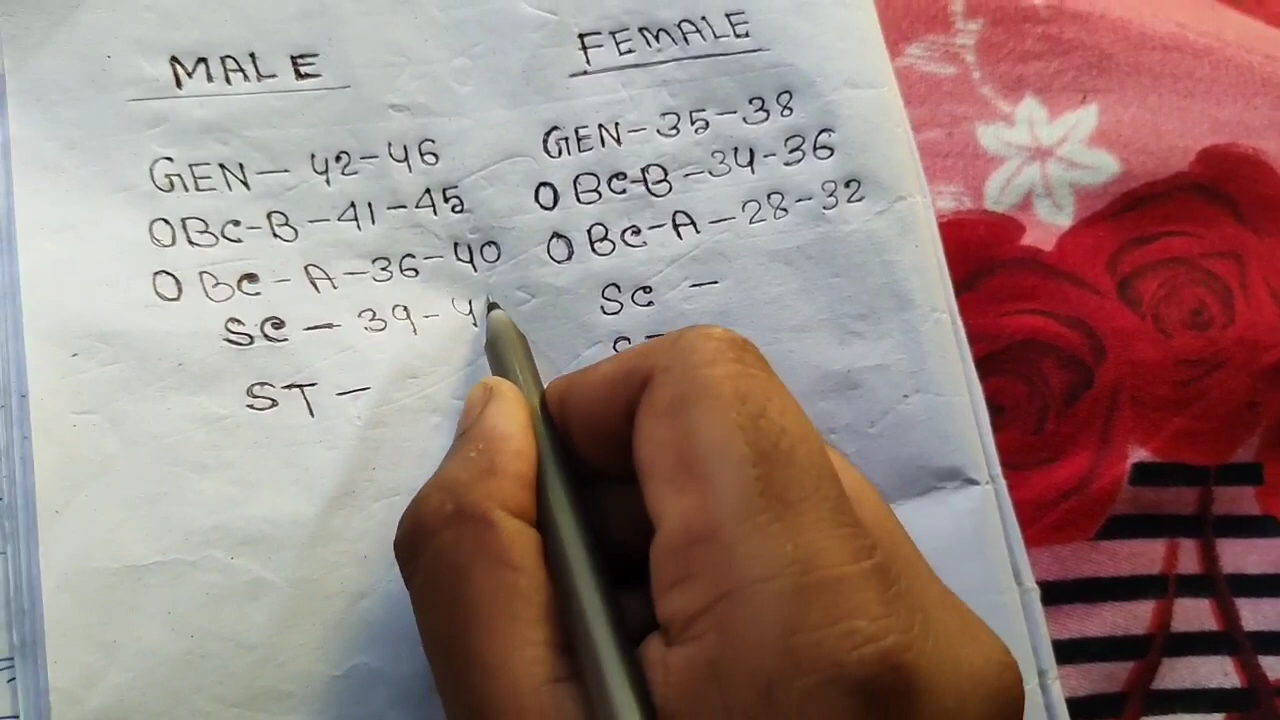 MALE
GEN - 42-46
OBC-B-41-45
OBC-A-36-40
SC - 39-4
ST -
FEMALE
GEN-35-38
OBC-B-34-36
OBC-A-28-32
SC -